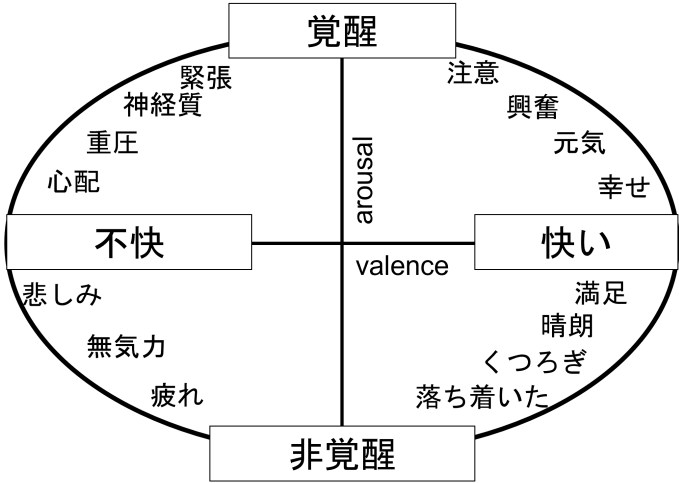 覚醒
緊張
注意
神経質
興奮
重圧
元気
心配
幸せ
arousal
不快
快い
valence
悲しみ
満足
晴朗
無気力
くつろぎ
疲れ
落ち着いた
非覚醒